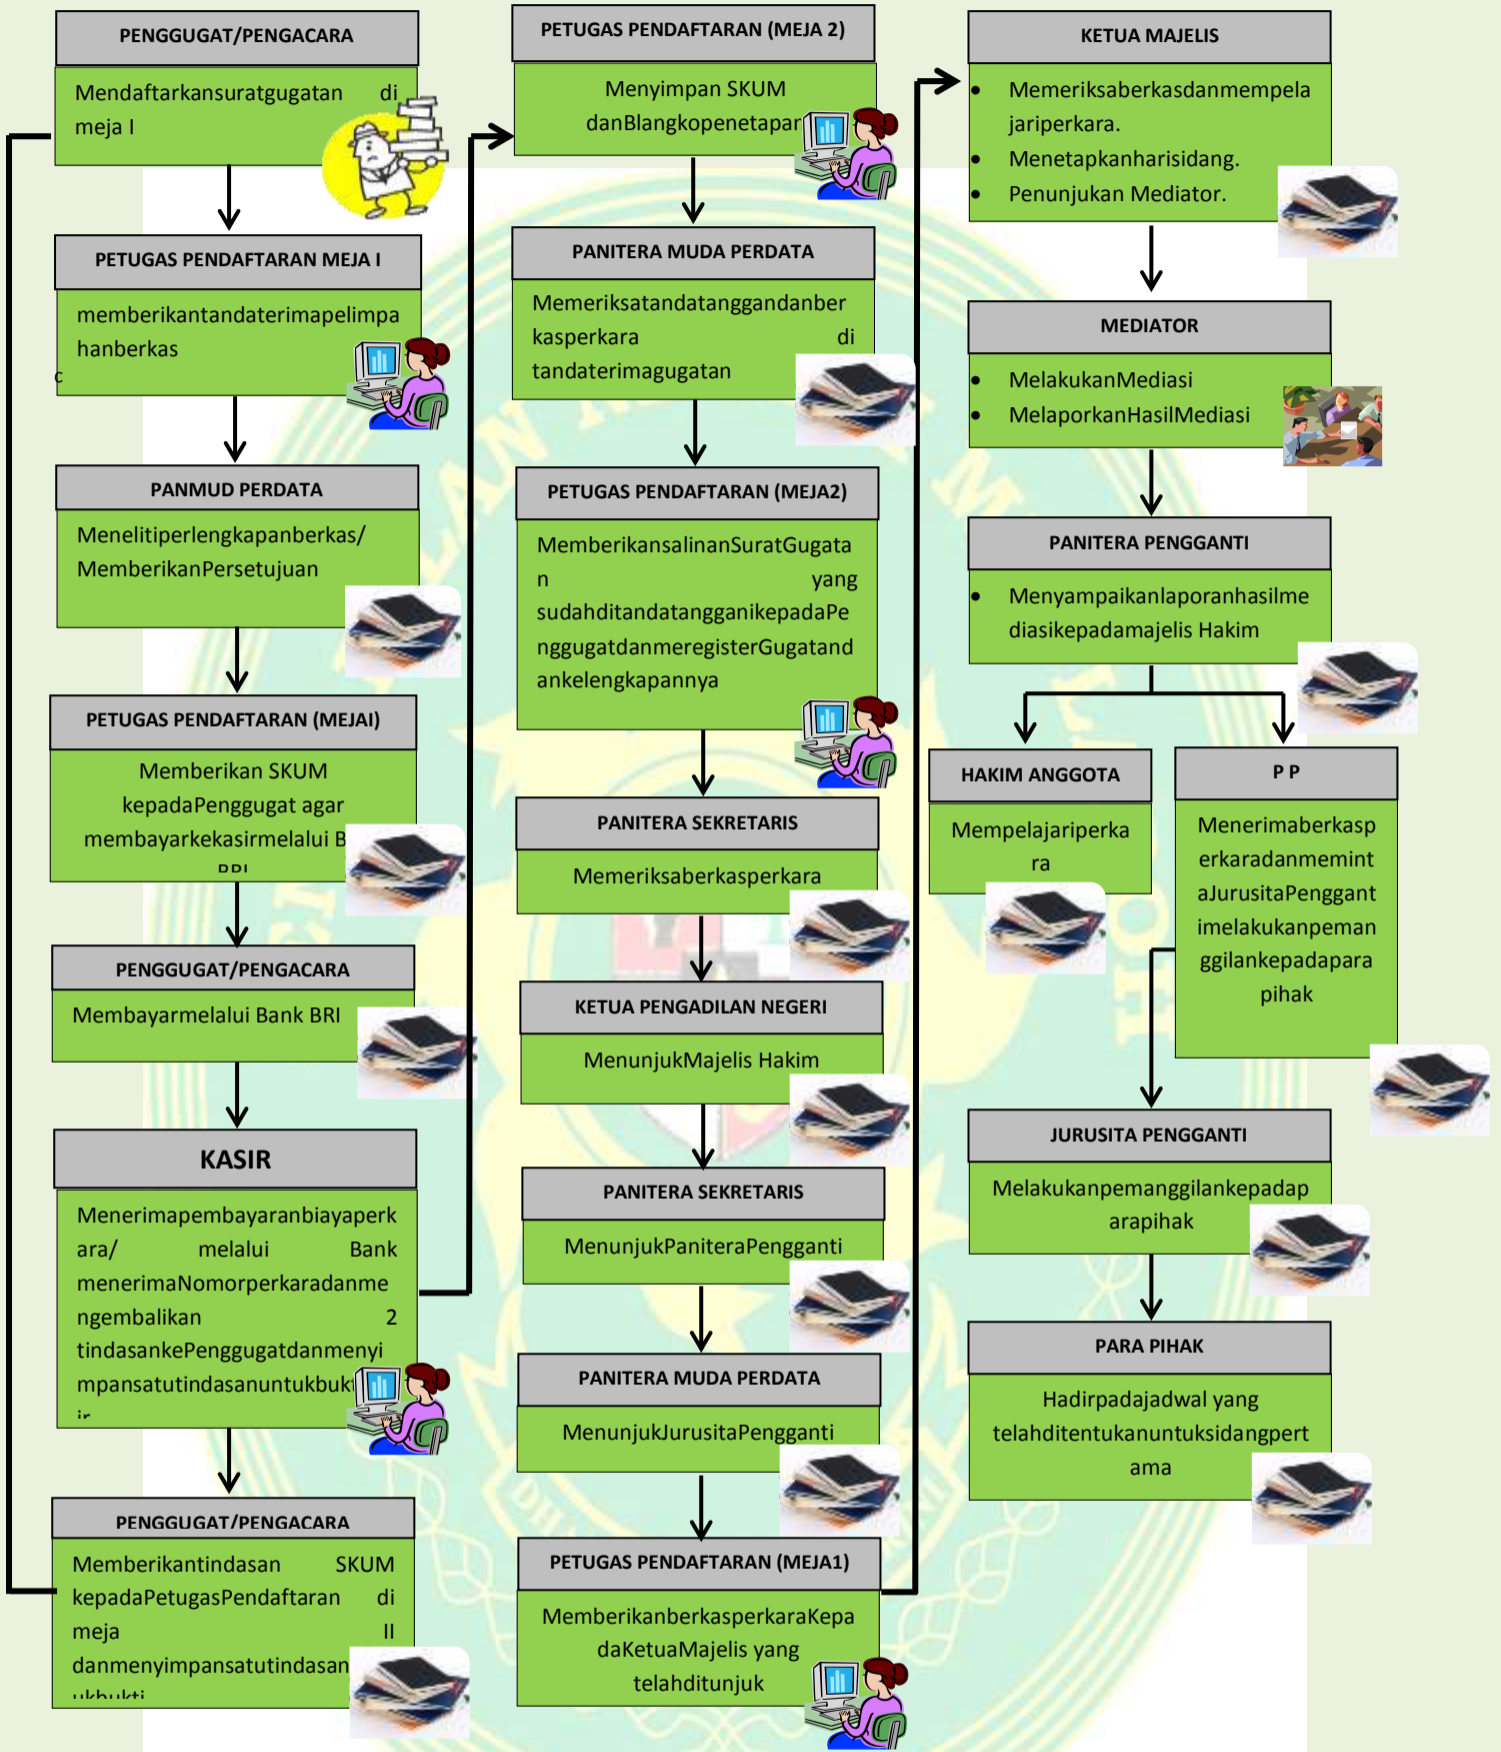 PENGGUGAT/PENGACARA
Mendaftarkansuratgugatan di
meja I
PETUGAS PENDAFTARAN MEJA I
memberikantandaterimapelimpa
hanberkas
c
PANMUD PERDATA
Menelitiperlengkapanberkas/
MemberikanPersetujuan
PETUGAS PENDAFTARAN (MEJAI)
Memberikan SKUM
kepadaPenggugat agar
membayarkekasirmelalui B
BRI
PENGGUGAT/PENGACARA
Membayarmelalui Bank BRI
KASIR
Menerimapembayaranbiayaperk
ara/ melalui Bank
menerimaNomorperkaradanme
ngembalikan 2
tindasankePenggugatdanmenyi
mpansatutindasanuntukbuk
ir
PENGGUGAT/PENGACARA
Memberikantindasan SKUM
kepadaPetugasPendaftaran di
meja II
danmenyimpansatutindasan
ukbukti
PETUGAS PENDAFTARAN (MEJA 2)
Menyimpan SKUM
danBlangkopenetapan
PANITERA MUDA PERDATA
Memeriksatandatanggandanber
kasperkara di
tandaterimagugatan
PETUGAS PENDAFTARAN (MEJA2)
MemberikansalinanSuratGugata
n yang
sudahditandatangganikepadaPe
nggugatdanmeregisterGugatand
ankelengkapannya
PANITERA SEKRETARIS
Memeriksaberkasperkara
KETUA PENGADILAN NEGERI
MenunjukMajelis Hakim
PANITERA SEKRETARIS
MenunjukPaniteraPengganti
PANITERA MUDA PERDATA
MenunjukJurusitaPengganti
PETUGAS PENDAFTARAN (MEJA1)
MemberikanberkasperkaraKepa
daKetuaMajelis yang
telahditunjuk
KETUA MAJELIS
• Memeriksaberkasdanmempela
jariperkara.
• Menetapkanharisidang.
• Penunjukan Mediator.
MEDIATOR
• MelakukanMediasi
• MelaporkanHasilMediasi
PANITERA PENGGANTI
• Menyampaikanlaporanhasilme
diasikepadamajelis Hakim
HAKIM ANGGOTA
Mempelajariperka
ra
P P
Menerimaberkasp
erkaradanmemint
aJurusitaPenggant
imelakukanpeman
ggilankepadapara
pihak
JURUSITA PENGGANTI
Melakukanpemanggilankepadap
arapihak
PARA PIHAK
Hadirpadajadwal yang
telahditentukanuntuksidangpert
ama